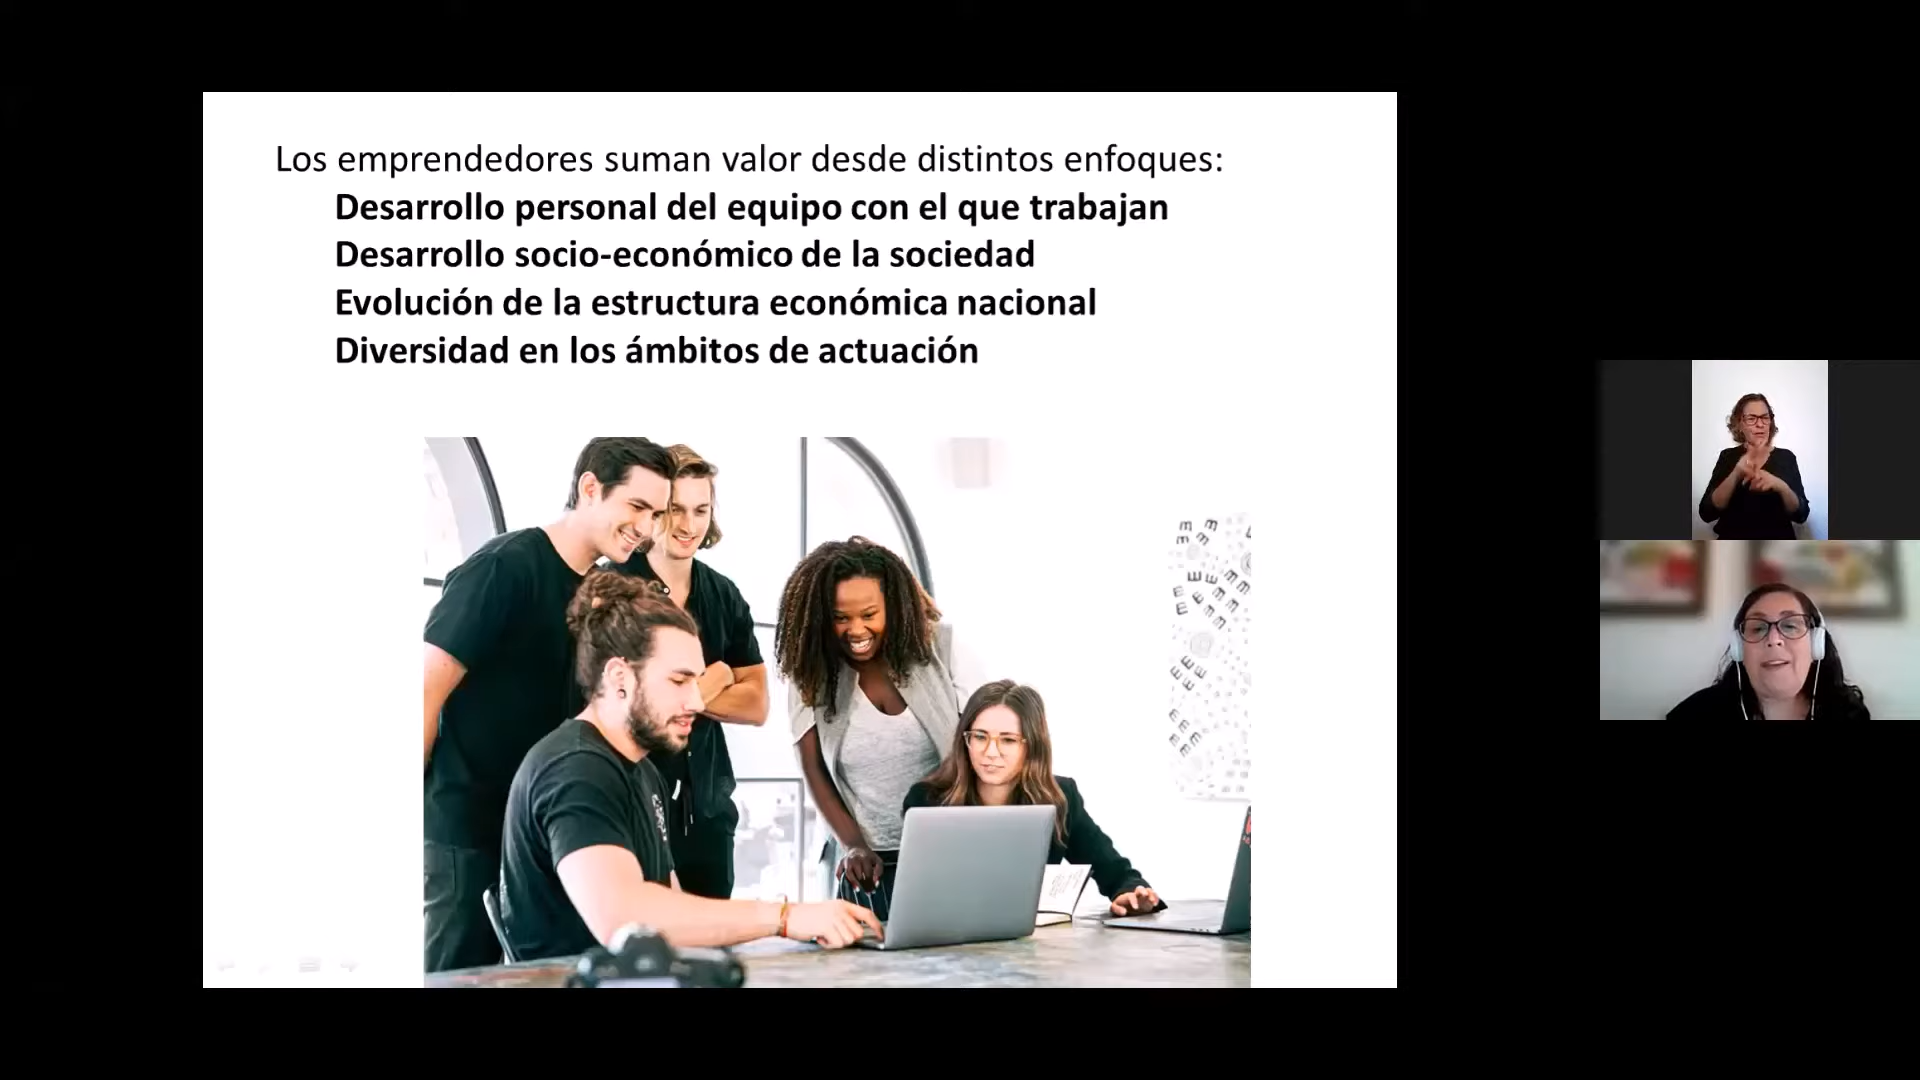 Los emprendedores suman valor desde distintos enfoques:
Desarrollo personal del equipo con el que trabajan
Desarrollo socio-económico de la sociedad
Evolución de la estructura económica nacional
Diversidad en los ámbitos de actuación